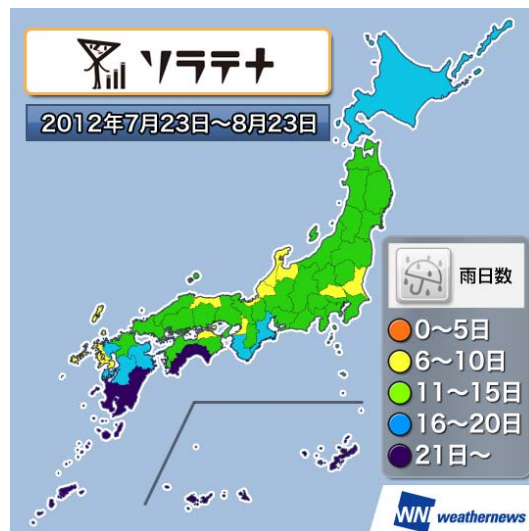 ソラテナ
2012年7月23日～8月23日
雨日数
0～5日
6～10日
11～15日
16～20日
21日～
WN weathernews